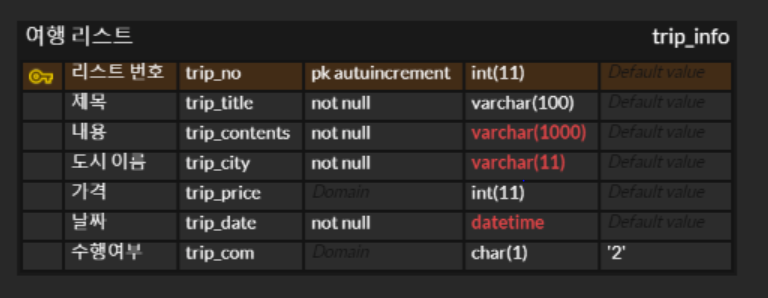 여행 리스트 trip_info
리스트 번호 trip_no pk autuincrement int(11) Default value
제목 trip_title not null varchar(100) Default value
내용 trip_contents not null varchar(1000) Default value
도시 이름 trip_city not null varchar(11) Default value
가격 trip_price Domain int(11) Default value
날짜 trip_date not null datetime Default value
수행여부 trip_com Domain char(1) '2'